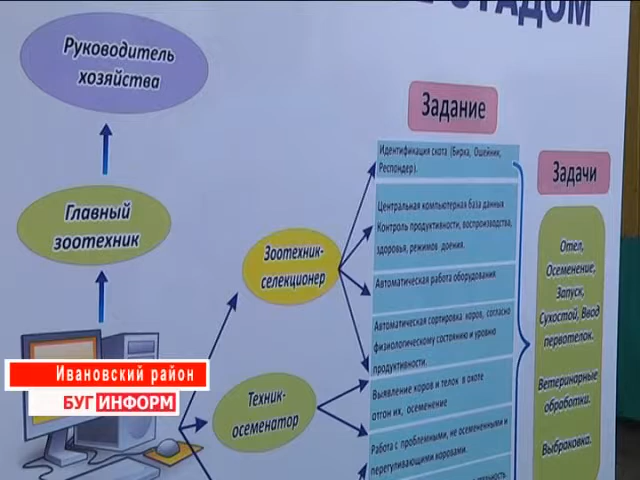 СТАДОМ
Руководитель
хозяйства
Главный
зоотехник
Зоотехник-
селекционер
Техник-
осеменатор
Задание
Идентификация скота (Бирка, Ошейник,
Респондер).
Центральная компьютерная база данных
Контроль продуктивности, воспроизводства,
здоровья, режимов доения.
Автоматическая работа оборудования
Автоматическая сортировка коров, согласно
физиологическому состоянию и уровню
продуктивности.
Выявление коров и телок в охоте
отгон их, осеменение
Работа с проблемными, не осемененными и
перегуливающими коровами.
Задачи
Отел,
Осеменение,
Запуск,
Сухостой, Ввод
первотелок.
Ветеринарные
обработки.
Выбраковка.
Ивановский район
БУГ ИНФОРМ